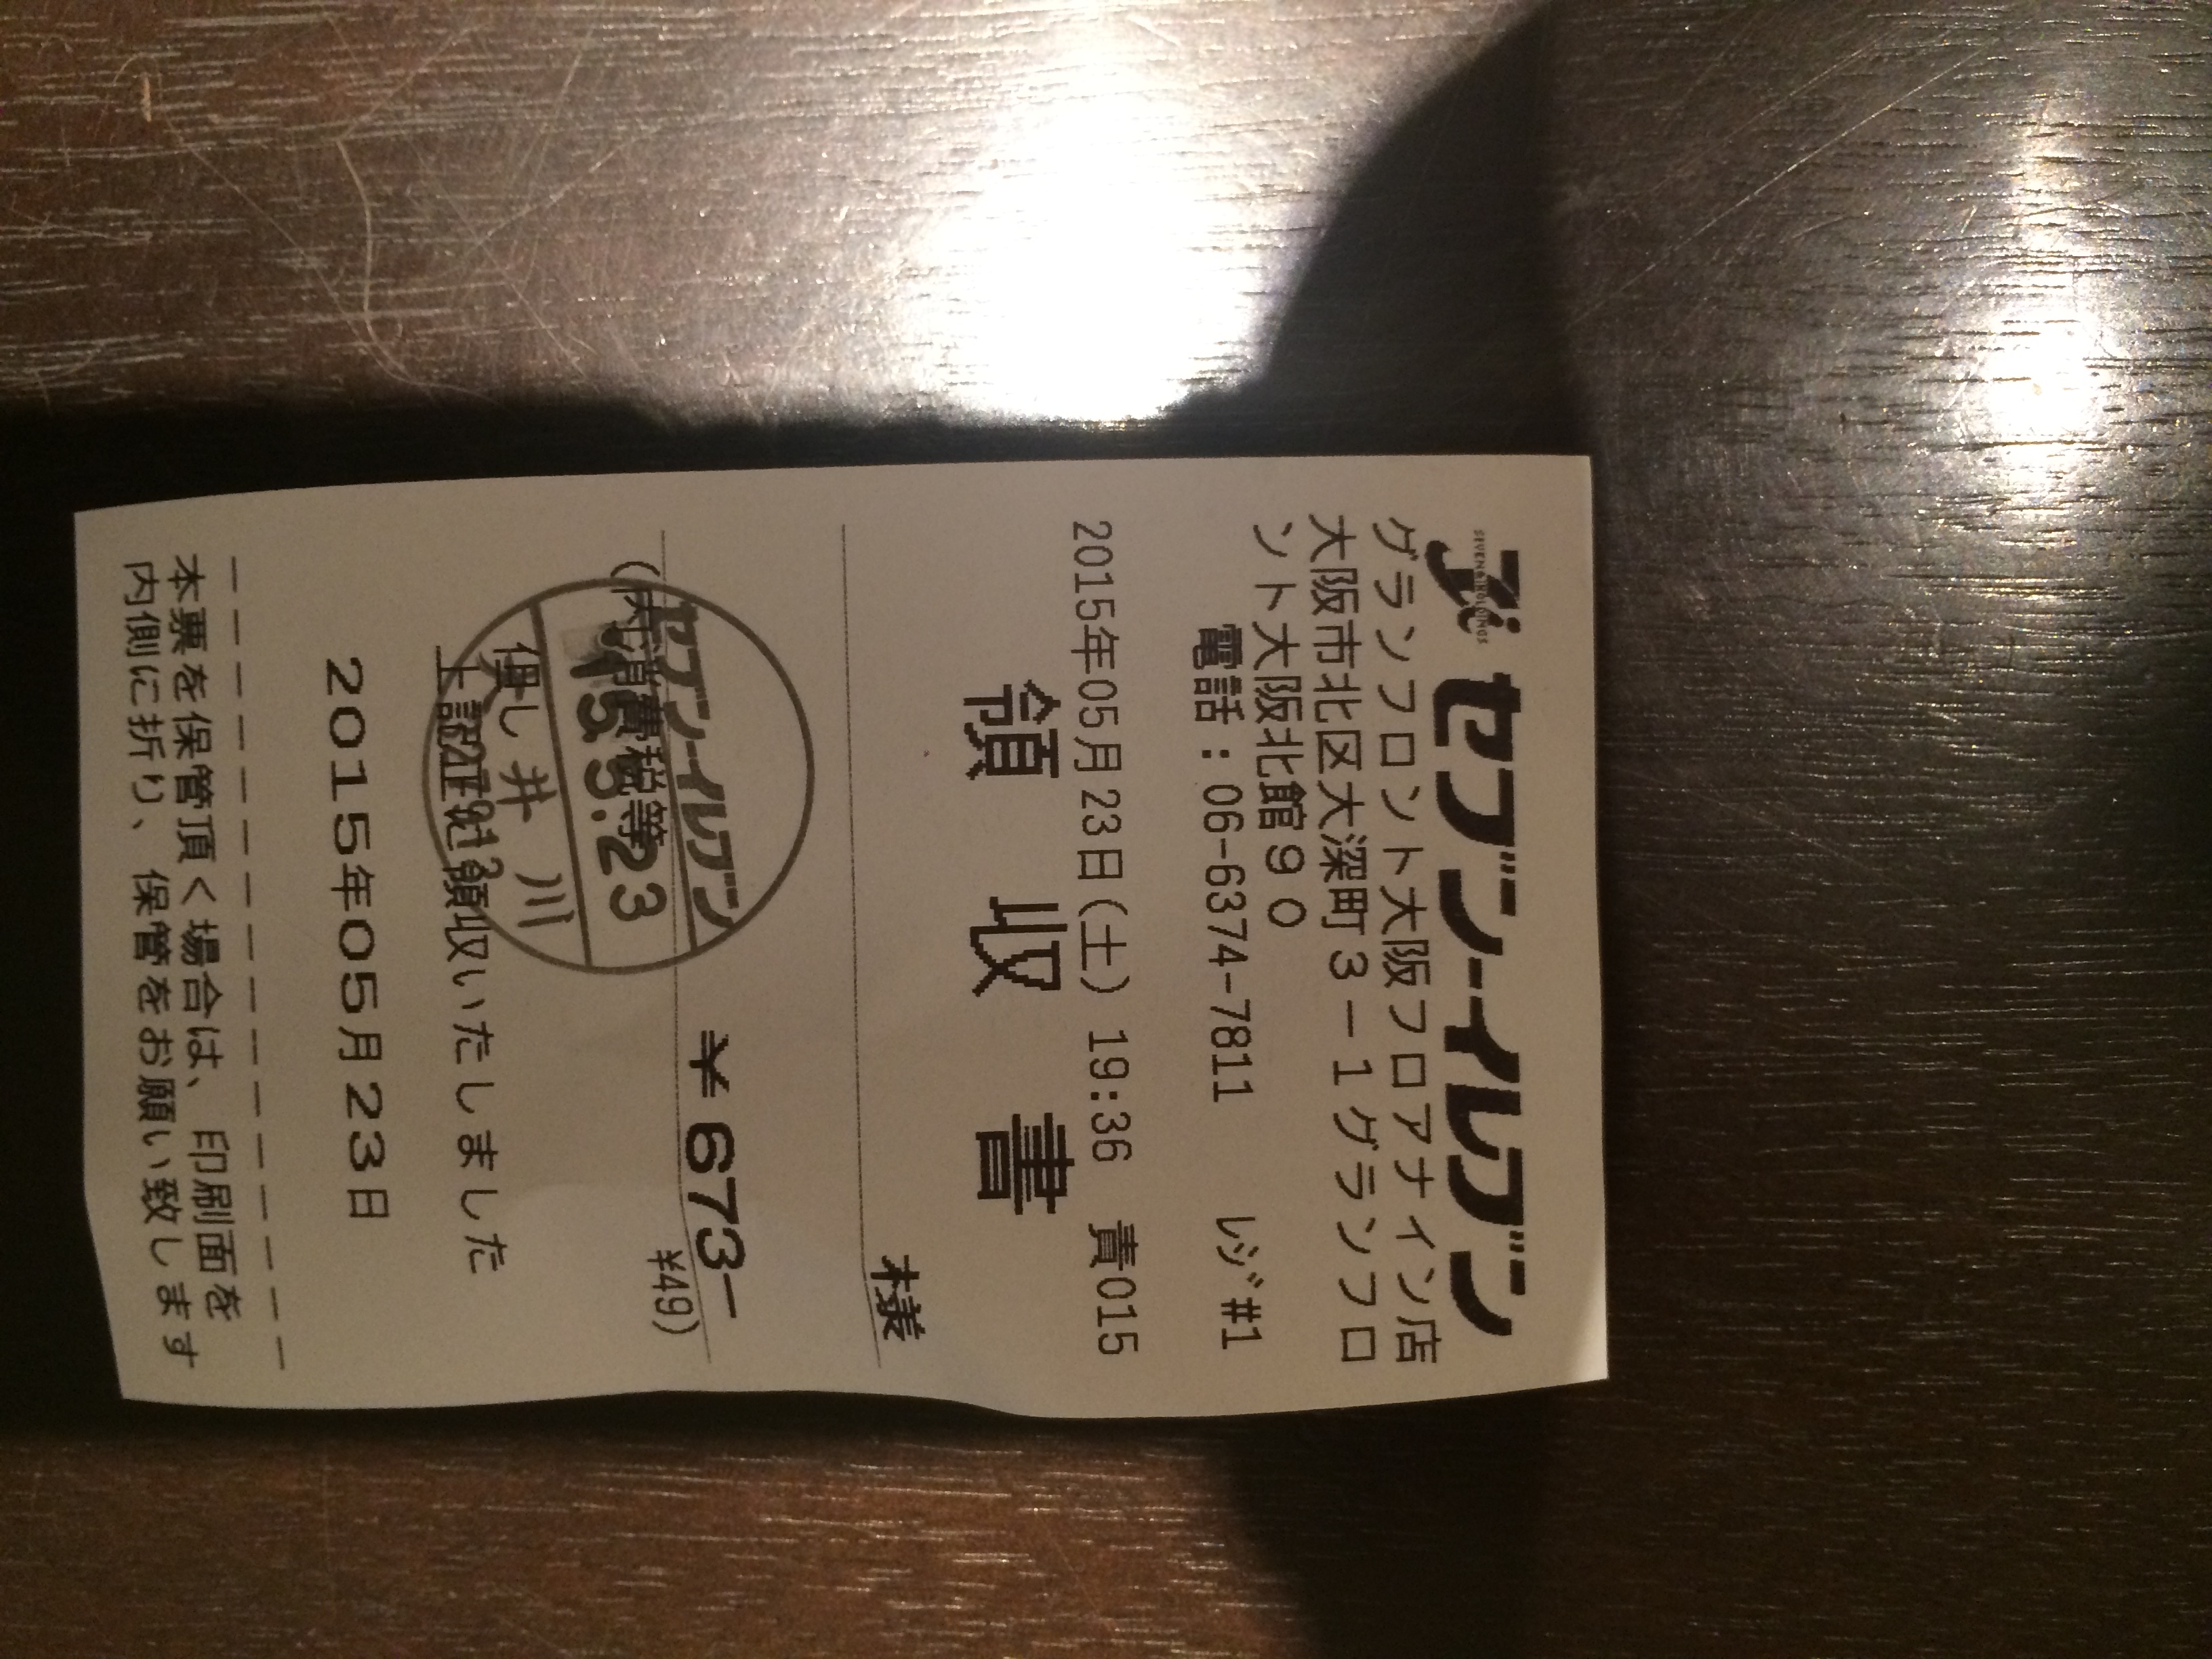 SEVEN&i HOLDINGS
セブン-イレブン
グランフロント大阪フロアナイン店
大阪市北区大深町3-1グランフロ
ント大阪北館90
電話:06-6374-7811 レジ#1
2015年05月23日(土) 19:36 責015
領収書
様
¥673-
(内消費税等 ¥49)
セブン-イレブン
15.5.23
井川
上記正に領収いたしました
2015年05月23日
本票を保管頂く場合は、印刷面を
内側に折り、保管をお願い致します